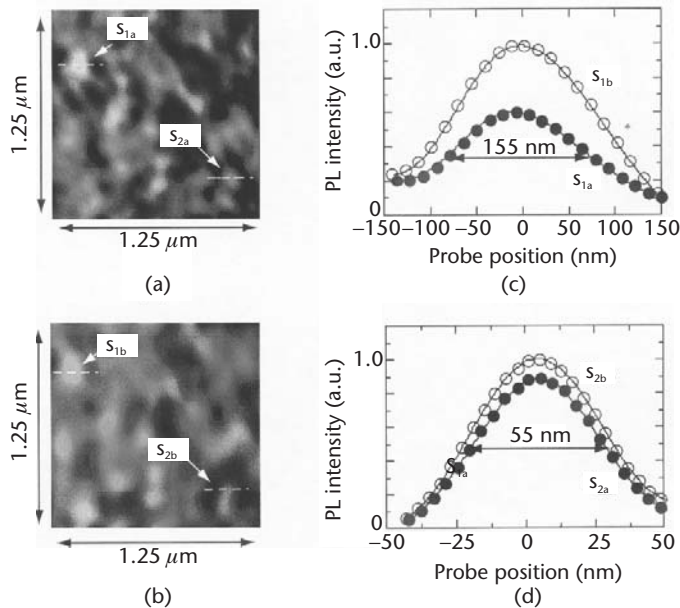 S1a
S2a
1.25 μm
1.25 μm
(a)
PL intensity (a.u.)
1.0
0
S1b
155 nm
S1a
−150−100 −50 0 50 100 150
Probe position (nm)
(c)
S1b
S2b
1.25 μm
1.25 μm
(b)
PL intensity (a.u.)
1.0
0
S2b
55 nm
S1a
S2a
−50 −25 0 25 50
Probe position (nm)
(d)